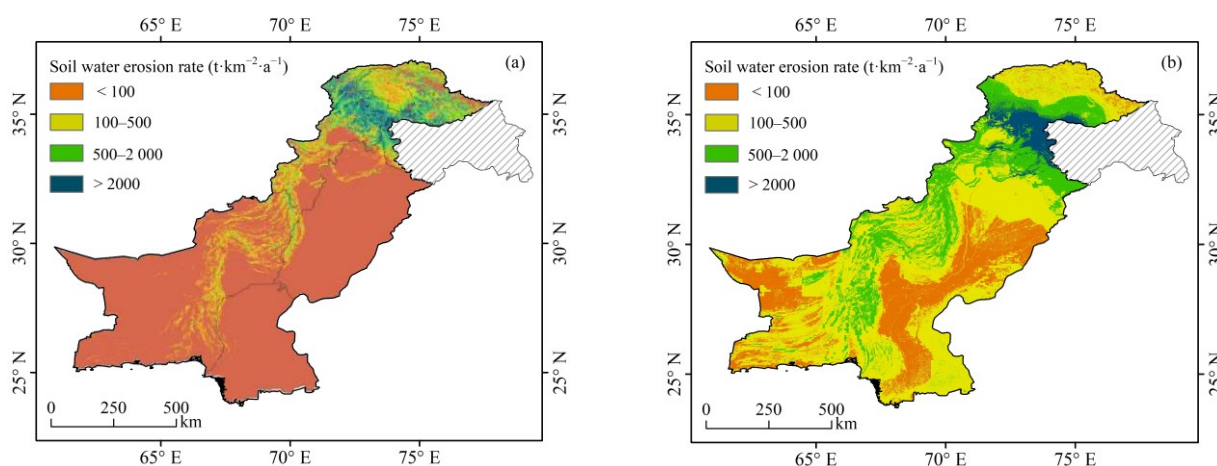 65° E 70° E 75° E
Soil water erosion rate (t·km⁻²·a⁻¹) (a)
< 100
100–500
500–2 000
> 2000
35° N 35° N
30° N 30° N
25° N 25° N
0 250 500
km
65° E 70° E 75° E
65° E 70° E 75° E
Soil water erosion rate (t·km⁻²·a⁻¹) (b)
< 100
100–500
500–2 000
> 2000
35° N 35° N
30° N 30° N
25° N 25° N
0 250 500
km
65° E 70° E 75° E